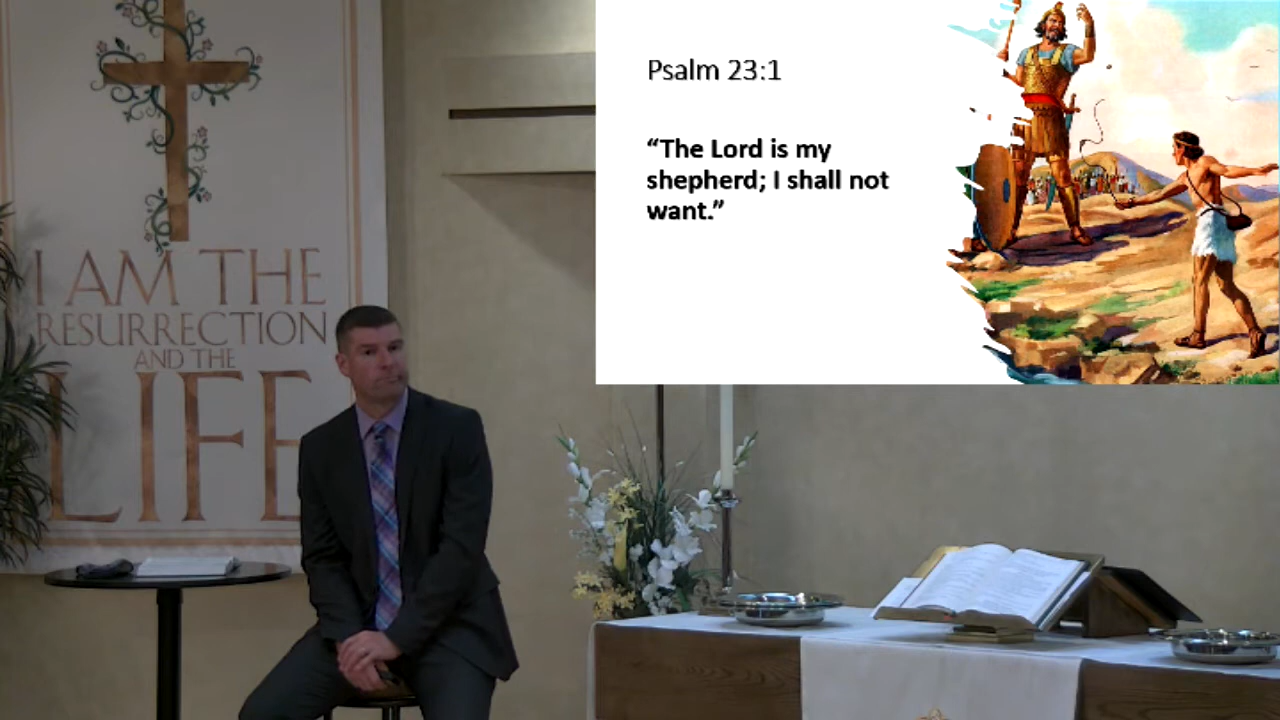 I AM THE
RESURRECTION
AND THE
LIFE
Psalm 23:1
“The Lord is my
shepherd; I shall not
want.”